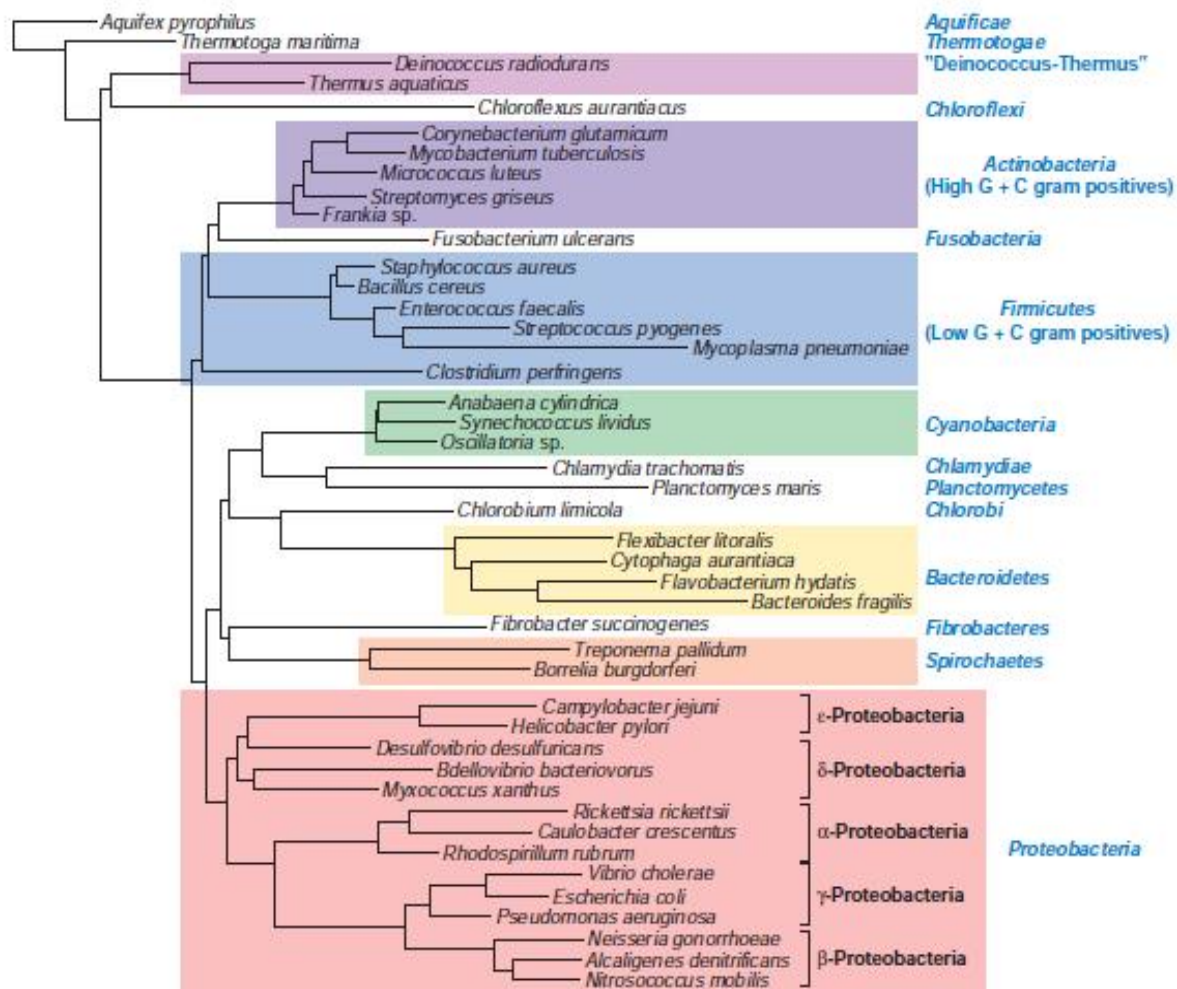 Aquifex pyrophilus Aquificae
Thermotoga maritima Thermotogae
Deinococcus radiodurans "Deinococcus-Thermus"
Thermus aquaticus
Chloroflexus aurantiacus Chloroflexi
Corynebacterium glutamicum
Mycobacterium tuberculosis Actinobacteria
Micrococcus luteus (High G + C gram positives)
Streptomyces griseus
Frankia sp.
Fusobacterium ulcerans Fusobacteria
Staphylococcus aureus
Bacillus cereus
Enterococcus faecalis Firmicutes
Streptococcus pyogenes (Low G + C gram positives)
Mycoplasma pneumoniae
Clostridium perfringens
Anabaena cylindrica
Synechococcus lividus Cyanobacteria
Oscillatoria sp.
Chlamydia trachomatis Chlamydiae
Planctomyces maris Planctomycetes
Chlorobium limicola Chlorobi
Flexibacter litoralis
Cytophaga aurantiaca
Flavobacterium hydatis Bacteroidetes
Bacteroides fragilis
Fibrobacter succinogenes Fibrobacteres
Treponema pallidum Spirochaetes
Borrelia burgdorferi
Campylobacter jejuni ε-Proteobacteria
Helicobacter pylori
Desulfovibrio desulfuricans
Bdellovibrio bacteriovorus δ-Proteobacteria
Myxococcus xanthus
Rickettsia rickettsii
Caulobacter crescentus α-Proteobacteria
Rhodospirillum rubrum Proteobacteria
Vibrio cholerae
Escherichia coli γ-Proteobacteria
Pseudomonas aeruginosa
Neisseria gonorrhoeae
Alcaligenes denitrificans β-Proteobacteria
Nitrosococcus mobilis